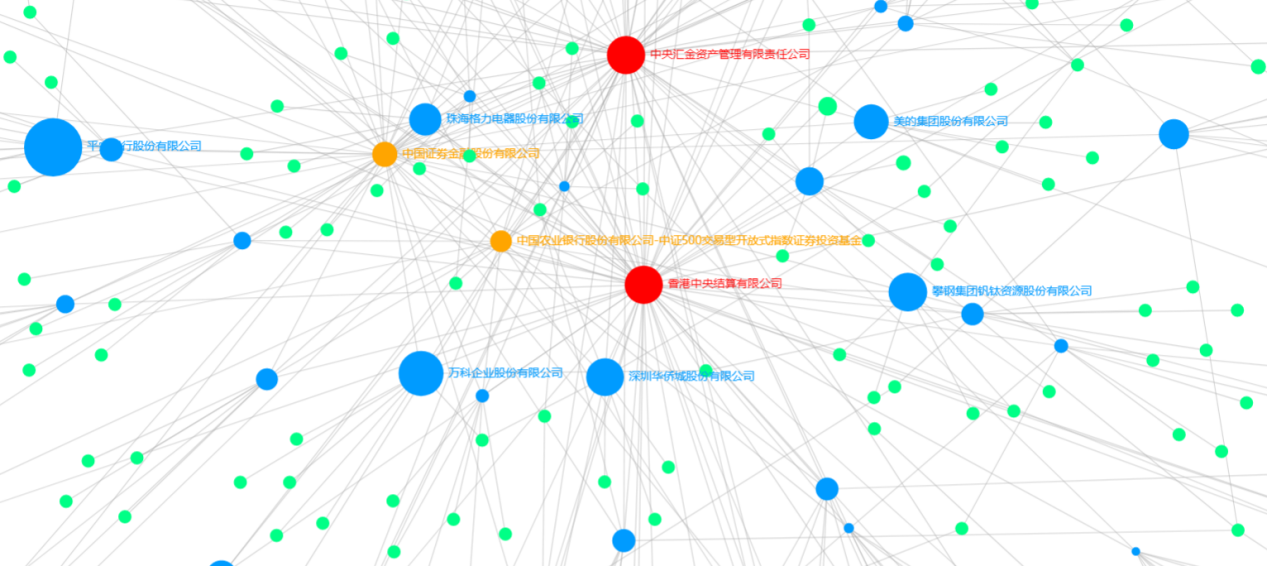 中央汇金资产管理有限责任公司
珠海格力电器股份有限公司
美的集团股份有限公司
平安银行股份有限公司
中国证券金融股份有限公司
中国农业银行股份有限公司-中证500交易型开放式指数证券投资基金
香港中央结算有限公司
攀钢集团钒钛资源股份有限公司
万科企业股份有限公司
深圳华侨城股份有限公司